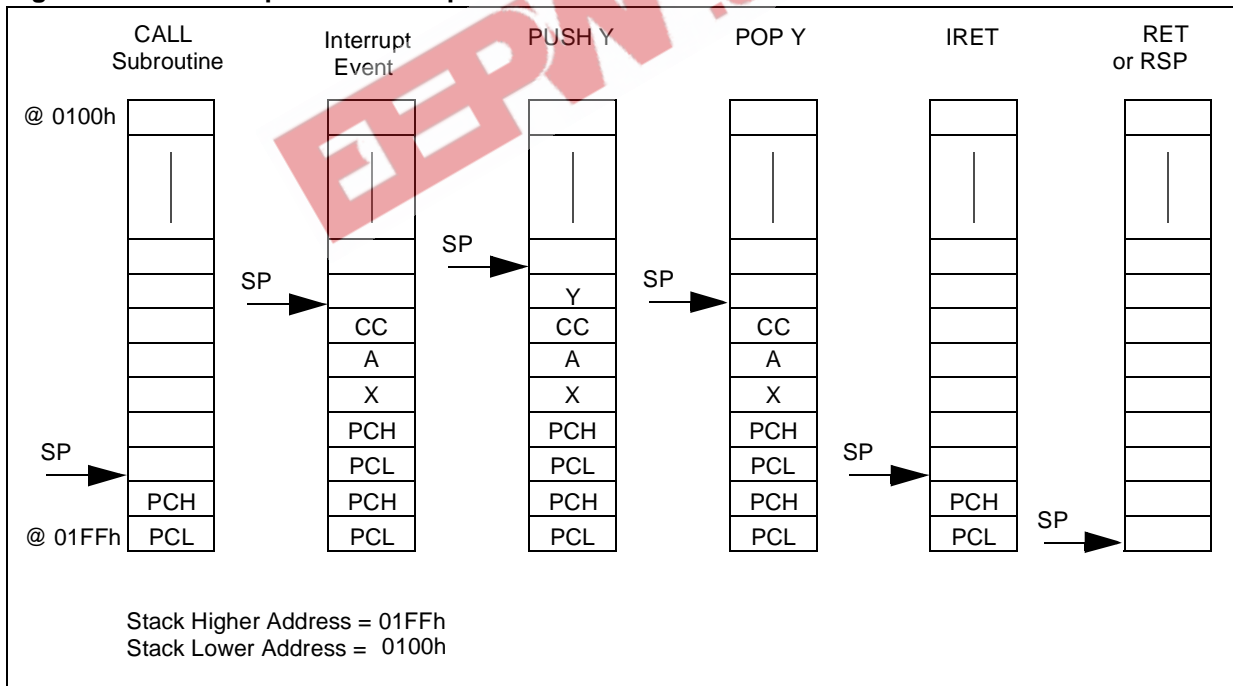 CALL
Subroutine
Interrupt
Event
PUSH Y
POP Y
IRET
RET
or RSP
@ 0100h
SP
SP
SP
Y
CC
CC
CC
A
A
A
X
X
X
PCH
PCH
PCH
SP
SP
PCL
PCL
PCL
PCH
PCH
PCH
PCH
PCH
SP
@ 01FFh
PCL
PCL
PCL
PCL
PCL
Stack Higher Address = 01FFh
Stack Lower Address = 0100h